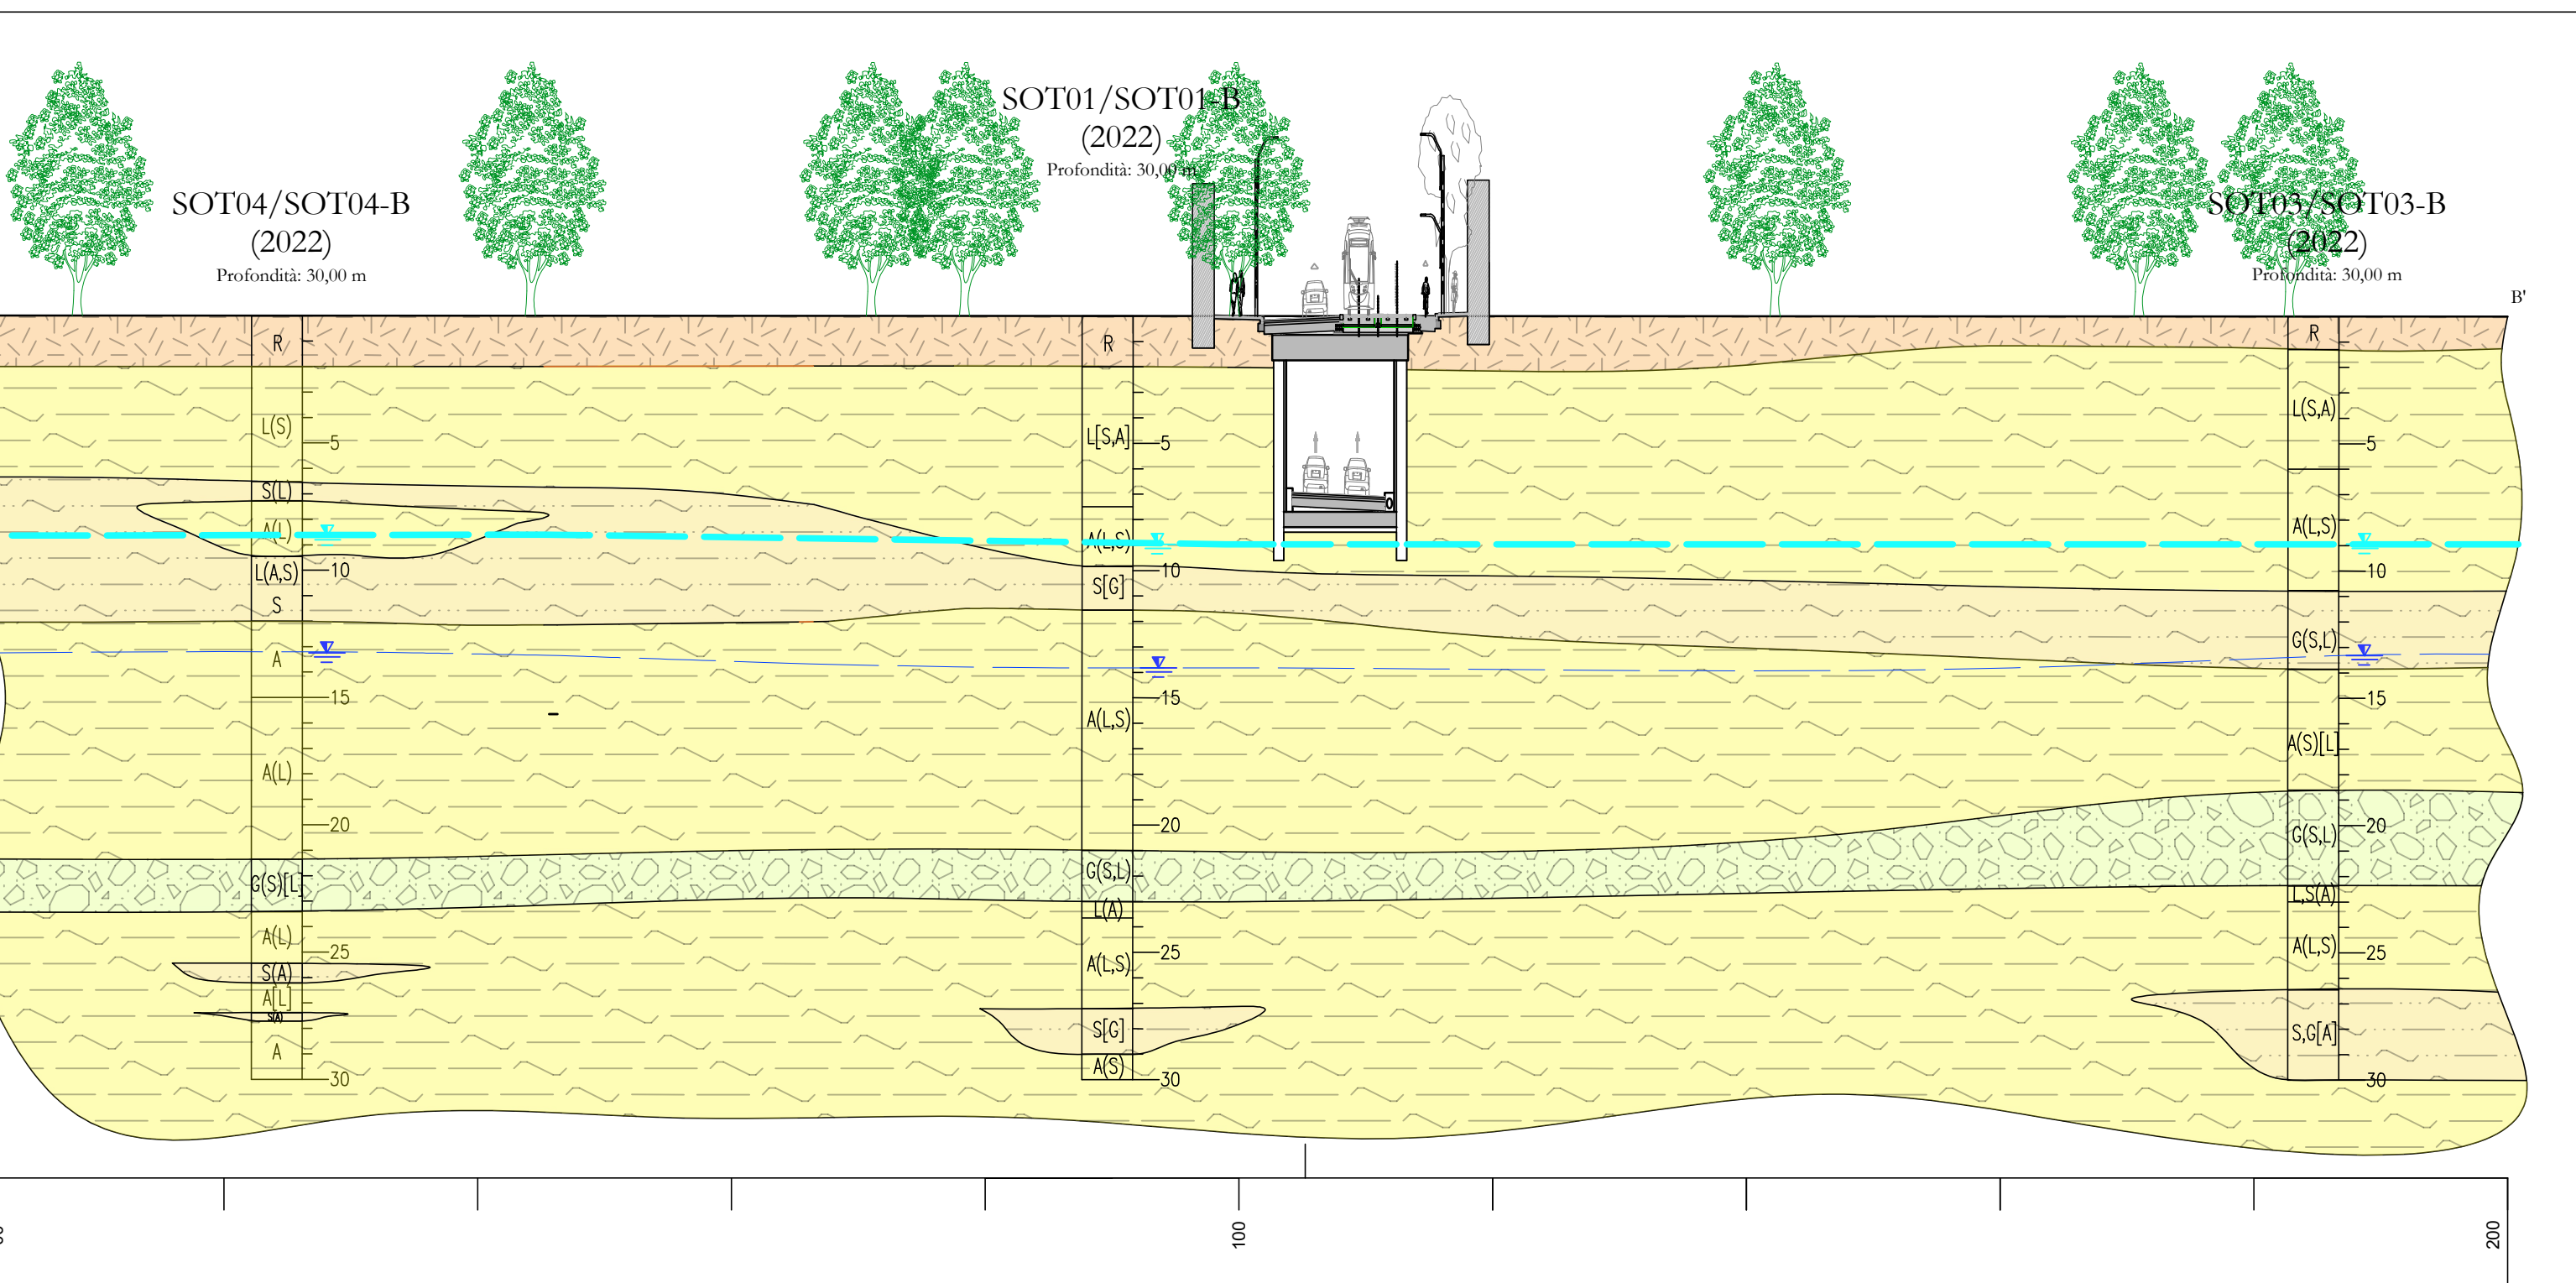 SOT01/SOT01-B
(2022)
Profondità: 30,00 m
SOT04/SOT04-B
(2022)
Profondità: 30,00 m
SOT03/SOT03-B
(2022)
Profondità: 30,00 m
B'
R
L(S)
5
S(L)
A(L)
L(A,S)
10
S
A
15
A(L)
20
G(S)[L
A(L)
25
S(A)
A[L]
S(A)
A
30
R
L[S,A]
5
A(L,S)
10
S[G]
15
A(L,S)
20
G(S,L)
L(A)
25
A(L,S)
S[G]
A(S)
30
R
L(S,A)
5
A(L,S)
10
G(S,L)
15
A(S)[L]
20
G(S,L)
L,S(A)
A(L,S)
25
S,G[A]
30
100
200